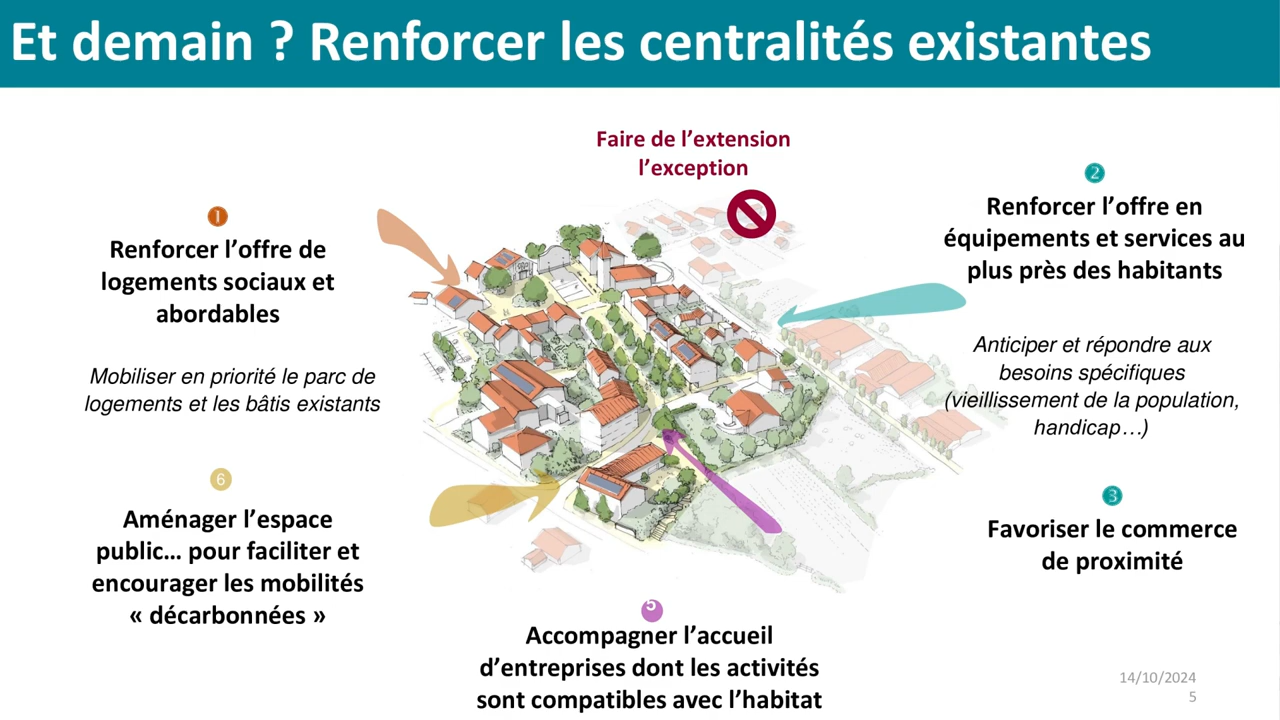 Et demain ? Renforcer les centralités existantes
Faire de l’extension
l’exception
1
Renforcer l’offre de
logements sociaux et
abordables
Mobiliser en priorité le parc de
logements et les bâtis existants
2
Renforcer l’offre en
équipements et services au
plus près des habitants
Anticiper et répondre aux
besoins spécifiques
(vieillissement de la population,
handicap…)
3
Favoriser le commerce
de proximité
6
Aménager l’espace
public… pour faciliter et
encourager les mobilités
« décarbonnées »
5
Accompagner l’accueil
d’entreprises dont les activités
sont compatibles avec l’habitat
14/10/2024
5